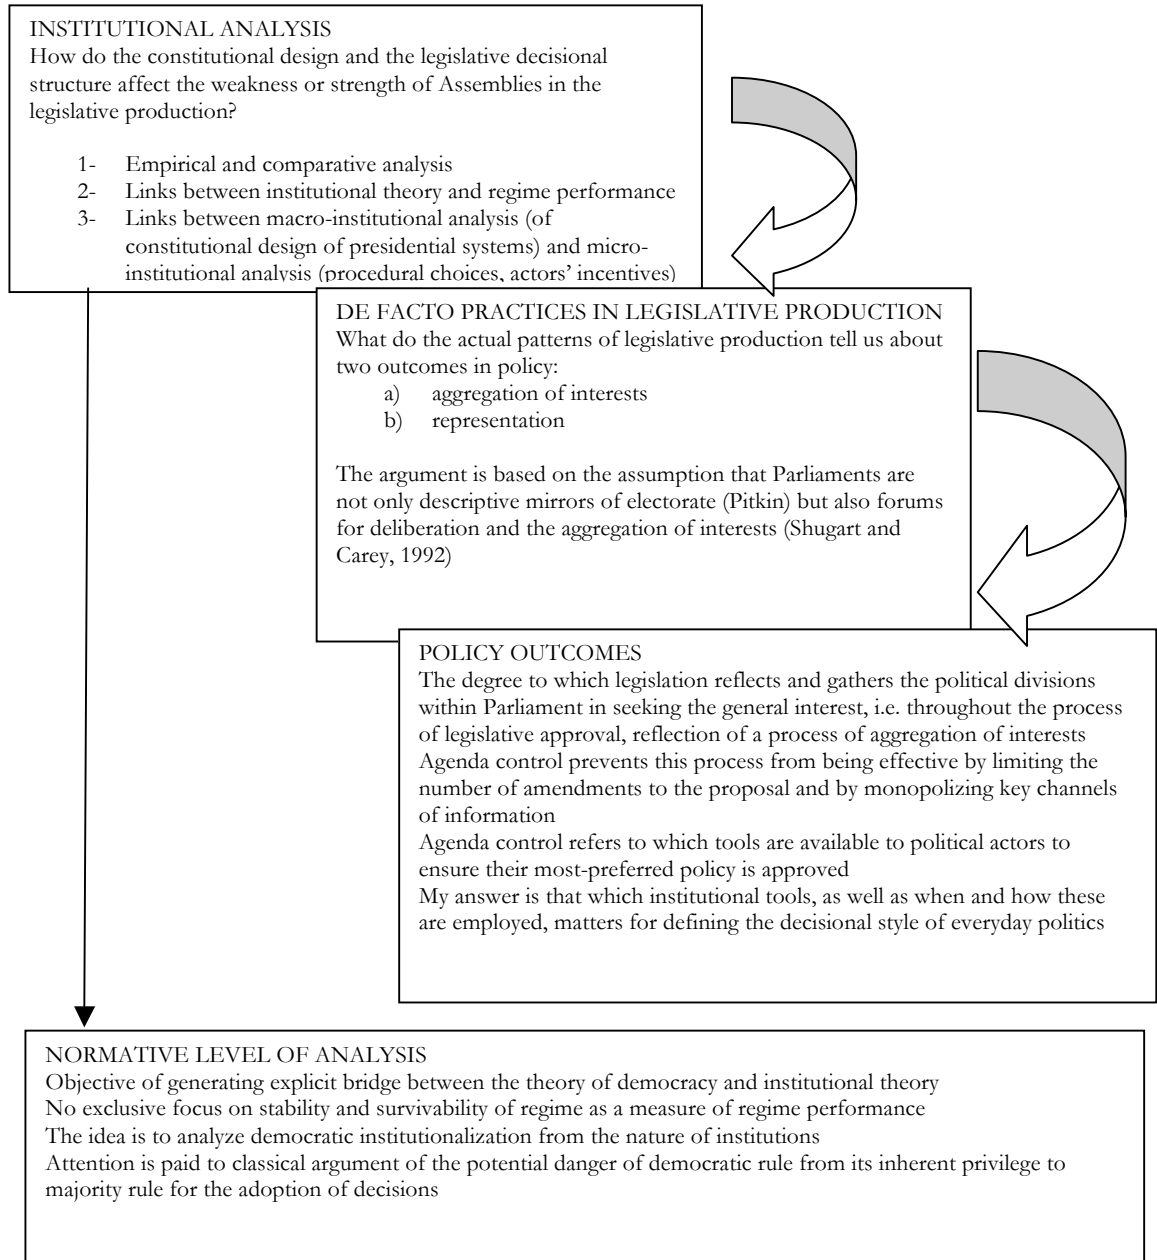 INSTITUTIONAL ANALYSIS
How do the constitutional design and the legislative decisional
structure affect the weakness or strength of Assemblies in the
legislative production?
1- Empirical and comparative analysis
2- Links between institutional theory and regime performance
3- Links between macro-institutional analysis (of
constitutional design of presidential systems) and micro-
institutional analysis (procedural choices, actors' incentives)
DE FACTO PRACTICES IN LEGISLATIVE PRODUCTION
What do the actual patterns of legislative production tell us about
two outcomes in policy:
a) aggregation of interests
b) representation
The argument is based on the assumption that Parliaments are
not only descriptive mirrors of electorate (Pitkin) but also forums
for deliberation and the aggregation of interests (Shugart and
Carey, 1992)
POLICY OUTCOMES
The degree to which legislation reflects and gathers the political divisions
within Parliament in seeking the general interest, i.e. throughout the process
of legislative approval, reflection of a process of aggregation of interests
Agenda control prevents this process from being effective by limiting the
number of amendments to the proposal and by monopolizing key channels
of information
Agenda control refers to which tools are available to political actors to
ensure their most-preferred policy is approved
My answer is that which institutional tools, as well as when and how these
are employed, matters for defining the decisional style of everyday politics
NORMATIVE LEVEL OF ANALYSIS
Objective of generating explicit bridge between the theory of democracy and institutional theory
No exclusive focus on stability and survivability of regime as a measure of regime performance
The idea is to analyze democratic institutionalization from the nature of institutions
Attention is paid to classical argument of the potential danger of democratic rule from its inherent privilege to
majority rule for the adoption of decisions